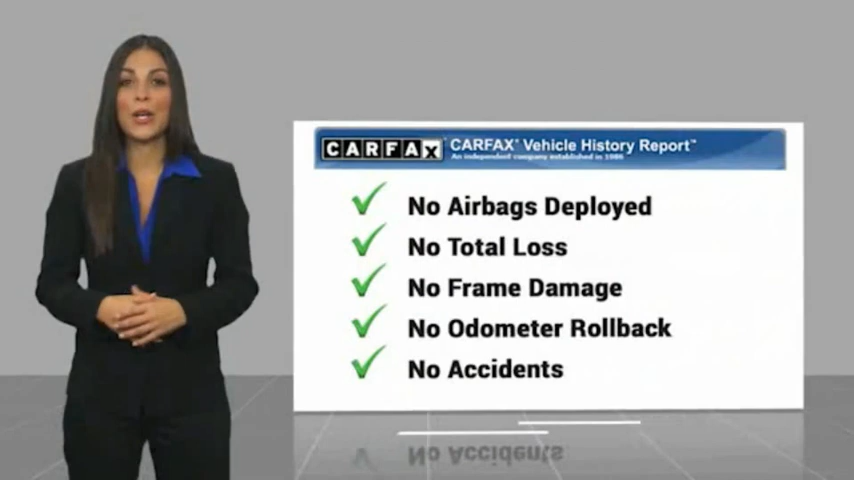 CARFAX CARFAX® Vehicle History Report™
An independent company established in 1986
No Airbags Deployed
No Total Loss
No Frame Damage
No Odometer Rollback
No Accidents
No Accidents